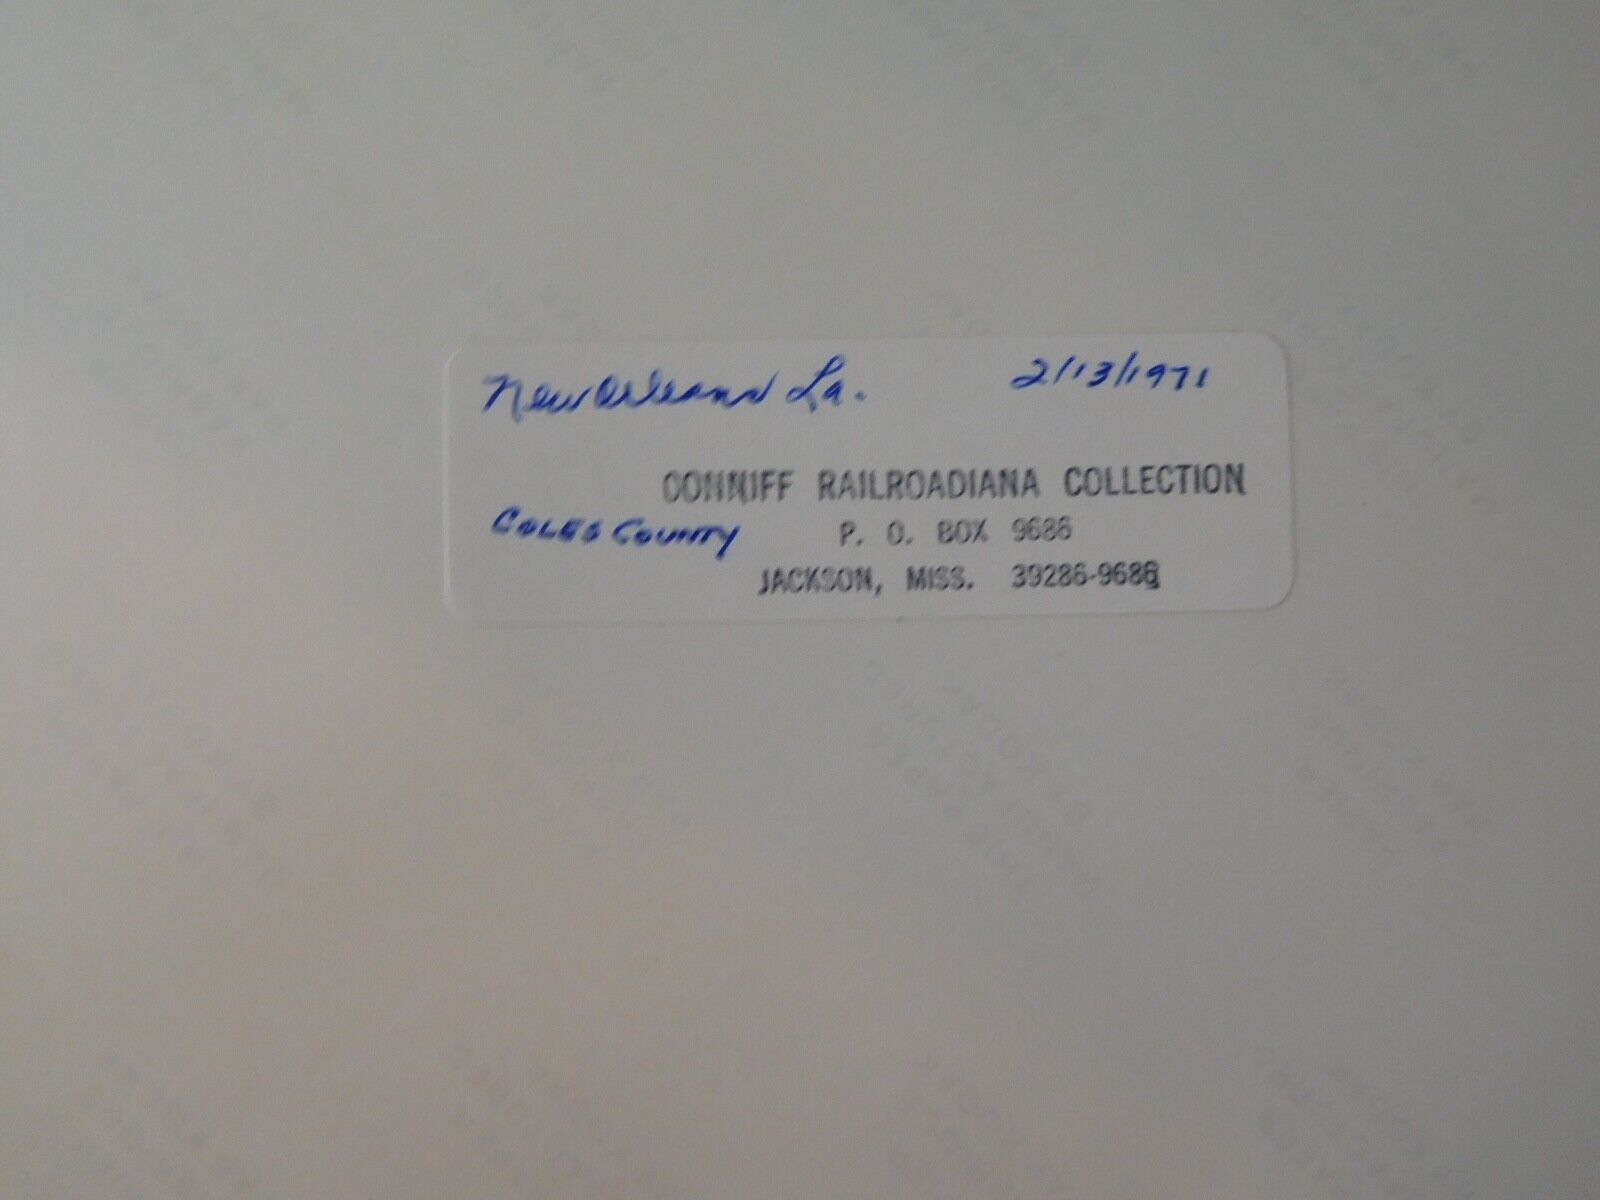 New Orleans La. 2/13/1971
CONNIFF RAILROADIANA COLLECTION
COLES COUNTY P. O. BOX 9686
JACKSON, MISS. 39286-9686